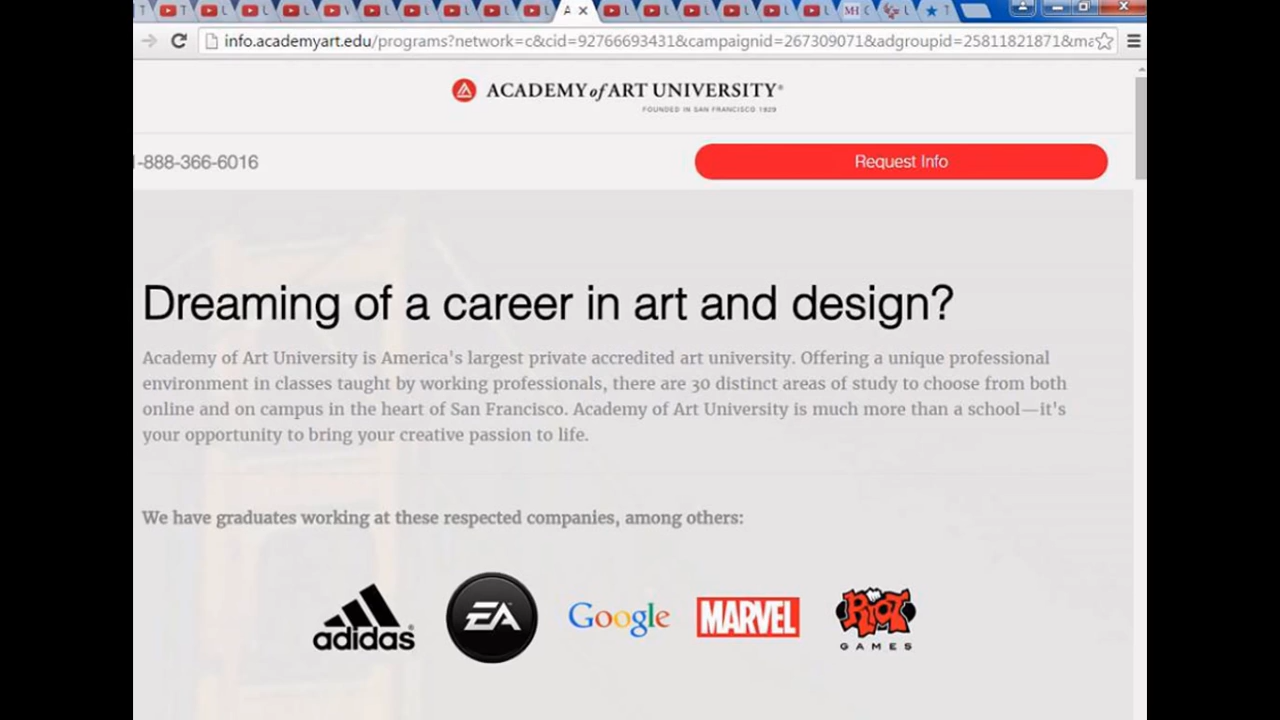 info.academyart.edu/programs?network=c&cid=92766693431&campaignid=267309071&adgroupid=25811821871&ma
ACADEMY of ART UNIVERSITY®
FOUNDED IN SAN FRANCISCO 1929
1-888-366-6016
Request Info
Dreaming of a career in art and design?
Academy of Art University is America's largest private accredited art university. Offering a unique professional
environment in classes taught by working professionals, there are 30 distinct areas of study to choose from both
online and on campus in the heart of San Francisco. Academy of Art University is much more than a school—it's
your opportunity to bring your creative passion to life.
We have graduates working at these respected companies, among others:
adidas®
EA
Google
MARVEL
RIOT
GAMES